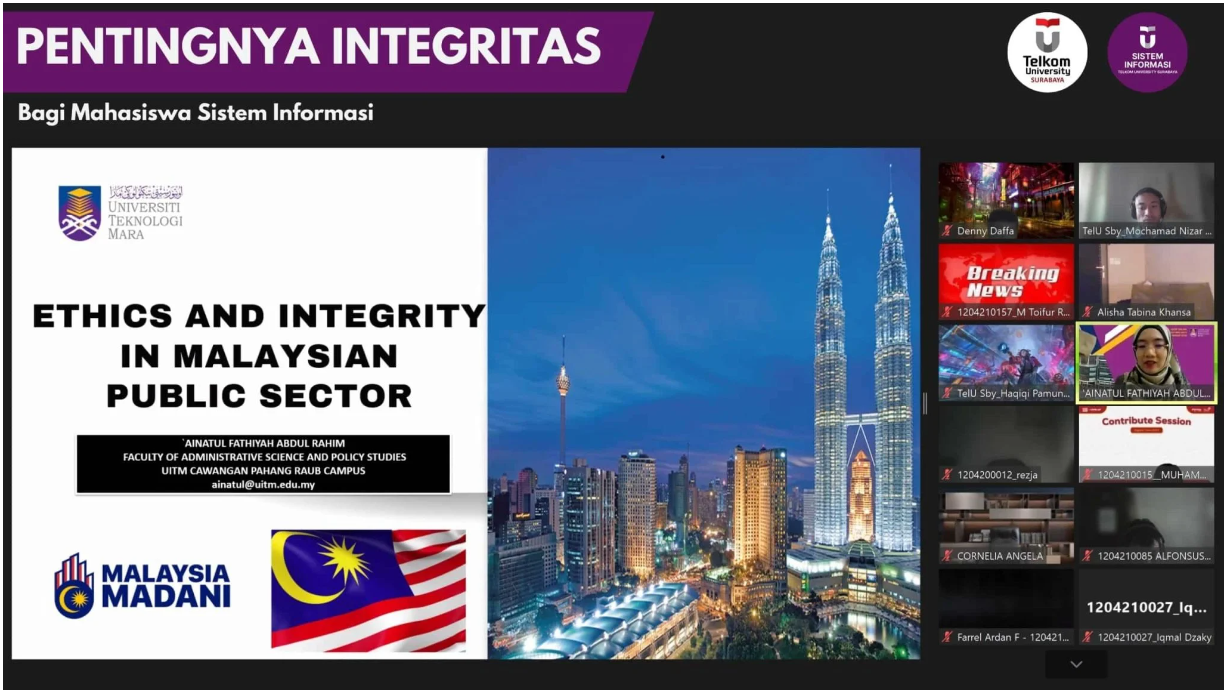 PENTINGNYA INTEGRITAS
Bagi Mahasiswa Sistem Informasi
Telkom
University
SURABAYA
SISTEM
INFORMASI
TELKOM UNIVERSITY SURABAYA
UNIVERSITI
TEKNOLOGI
MARA
ETHICS AND INTEGRITY
IN MALAYSIAN
PUBLIC SECTOR
'AINATUL FATHIYAH ABDUL RAHIM
FACULTY OF ADMINISTRATIVE SCIENCE AND POLICY STUDIES
UITM CAWANGAN PAHANG RAUB CAMPUS
ainatul@uitm.edu.my
MALAYSIA
MADANI
Denny Daffa
TelU Sby_Mochamad Nizar ...
Breaking
News
1204210157_M Toifur R...
Alisha Tabina Khansa
TelU Sby_Haqiqi Pamun...
'AINATUL FATHIYAH ABDUL...
1204200012_rezja
Contribute Session
1204210015__MUHAM...
CORNELIA ANGELA
1204210085 ALFONSUS...
Farrel Ardan F - 120421...
1204210027_Iq...
1204210027_Iqmal Dzaky